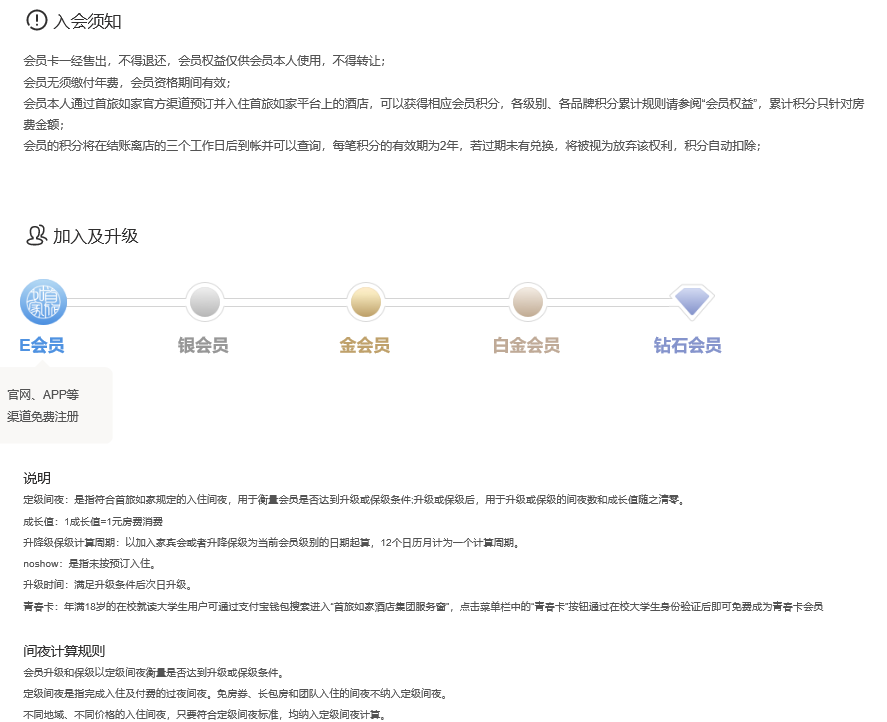 入会须知
会员卡一经售出，不得退还，会员权益仅供会员本人使用，不得转让；
会员无须缴付年费，会员资格期间有效；
会员本人通过首旅如家官方渠道预订并入住首旅如家平台上的酒店，可以获得相应会员积分，各级别、各品牌积分累计规则请参阅“会员权益”，累计积分只针对房
费金额；
会员的积分将在结账离店的三个工作日后到帐并可以查询，每笔积分的有效期为2年，若过期未有兑换，将被视为放弃该权利，积分自动扣除；
加入及升级
E会员 银会员 金会员 白金会员 钻石会员
官网、APP等
渠道免费注册
说明
定级间夜：是指符合首旅如家规定的入住间夜，用于衡量会员是否达到升级或保级条件;升级或保级后，用于升级或保级的间夜数和成长值随之清零。
成长值：1成长值=1元房费消费
升降级保级计算周期：以加入家宾会或者升降保级为当前会员级别的日期起算，12个日历月计为一个计算周期。
noshow：是指未按预订入住。
升级时间：满足升级条件后次日升级。
青春卡：年满18岁的在校就读大学生用户可通过支付宝钱包搜索进入“首旅如家酒店集团服务窗”，点击菜单栏中的“青春卡”按钮通过在校大学生身份验证后即可免费成为青春卡会员
间夜计算规则
会员升级和保级以定级间夜衡量是否达到升级或保级条件。
定级间夜是指完成入住及付费的过夜间夜。免房券、长包房和团队入住的间夜不纳入定级间夜。
不同地域、不同价格的入住间夜，只要符合定级间夜标准，均纳入定级间夜计算。